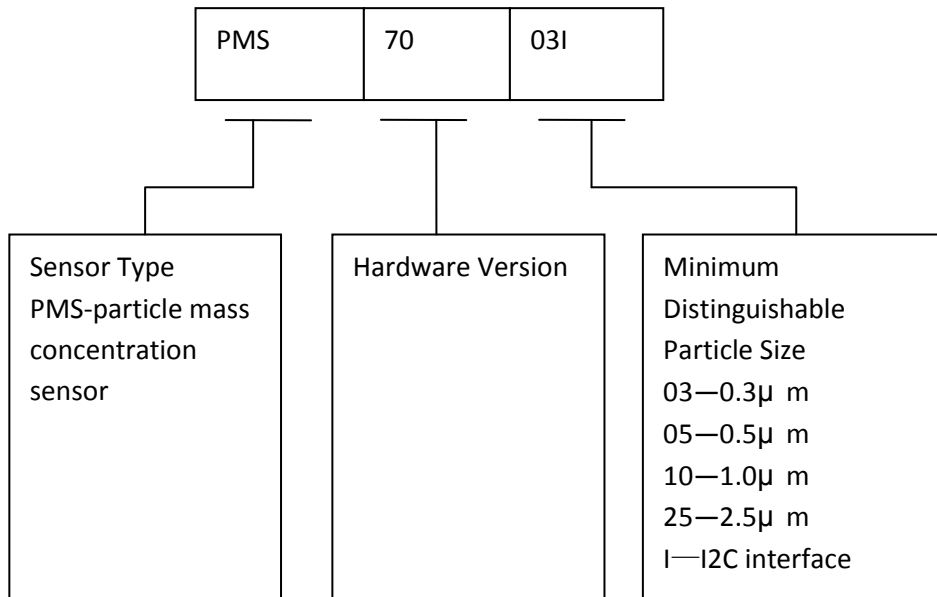 PMS 70 03I
Sensor Type
PMS-particle mass
concentration
sensor
Hardware Version
Minimum
Distinguishable
Particle Size
03—0.3μ m
05—0.5μ m
10—1.0μ m
25—2.5μ m
I—I2C interface